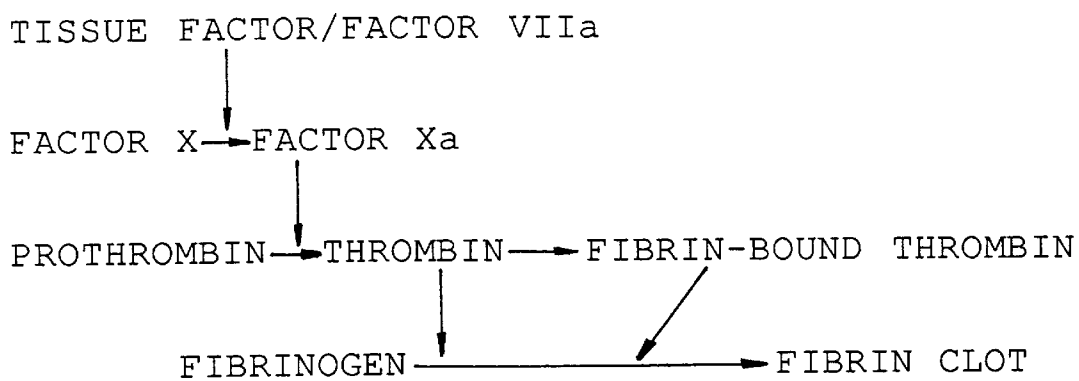 TISSUE FACTOR/FACTOR VIIa
FACTOR X FACTOR Xa
PROTHROMBIN THROMBIN FIBRIN-BOUND THROMBIN
FIBRINOGEN FIBRIN CLOT